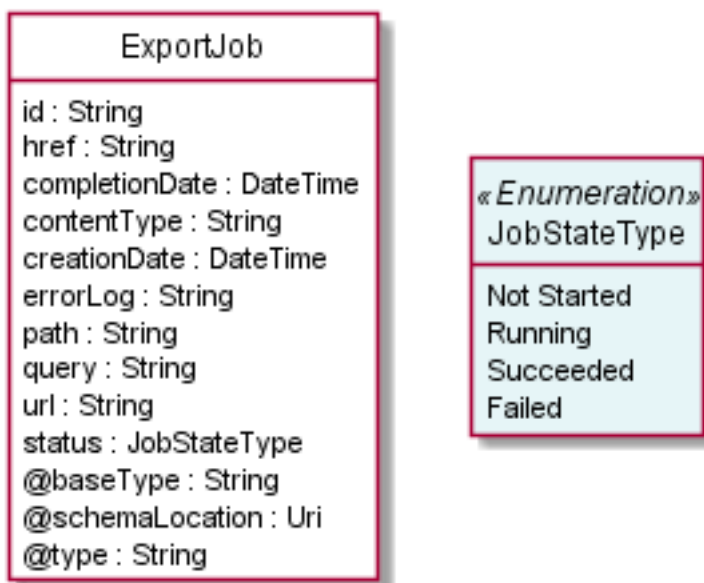 ExportJob
id : String
href : String
completionDate : DateTime
contentType : String
creationDate : DateTime
errorLog : String
path : String
query : String
url : String
status : JobStateType
@baseType : String
@schemaLocation : Uri
@type : String
«Enumeration»
JobStateType
Not Started
Running
Succeeded
Failed